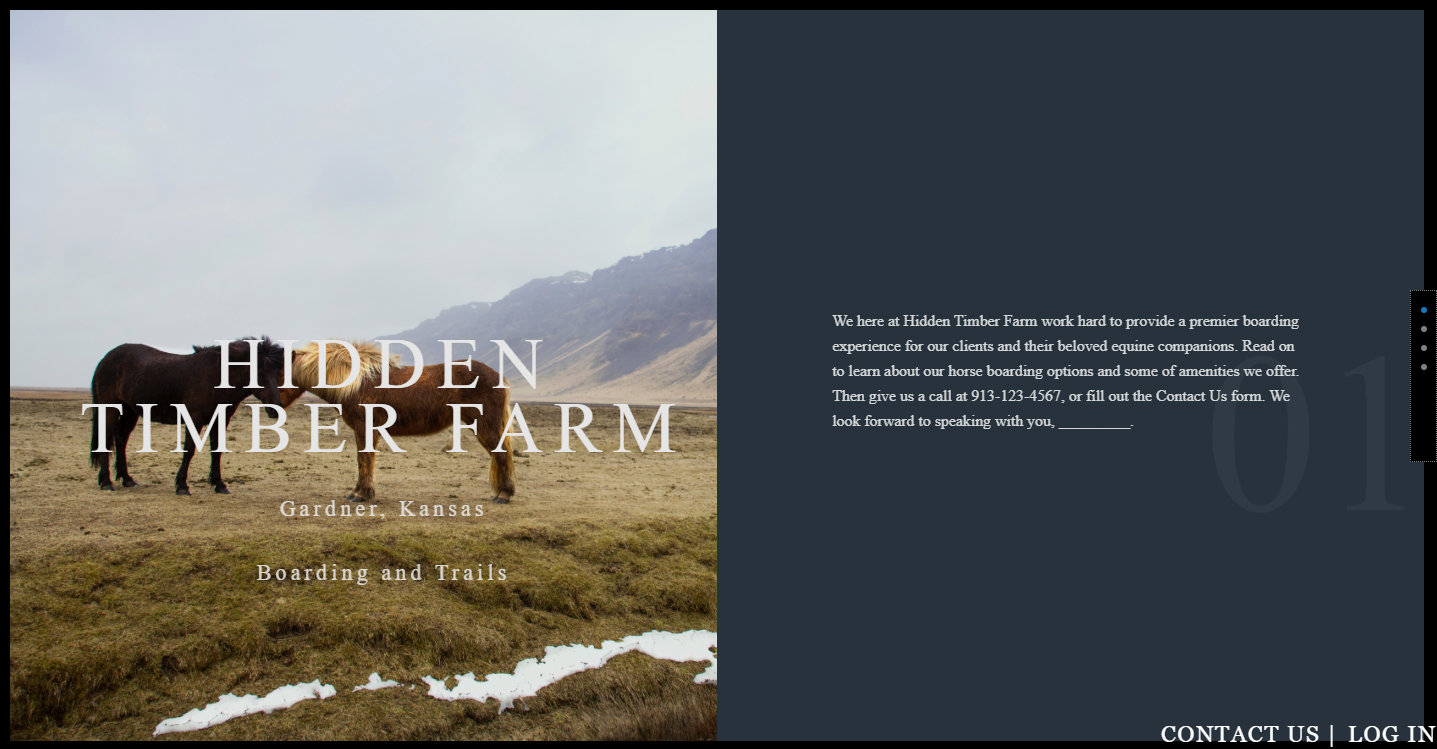 HIDDEN
TIMBER FARM
Gardner, Kansas
Boarding and Trails
We here at Hidden Timber Farm work hard to provide a premier boarding
experience for our clients and their beloved equine companions. Read on
to learn about our horse boarding options and some of amenities we offer.
Then give us a call at 913-123-4567, or fill out the Contact Us form. We
look forward to speaking with you, _________.
01
CONTACT US | LOG IN